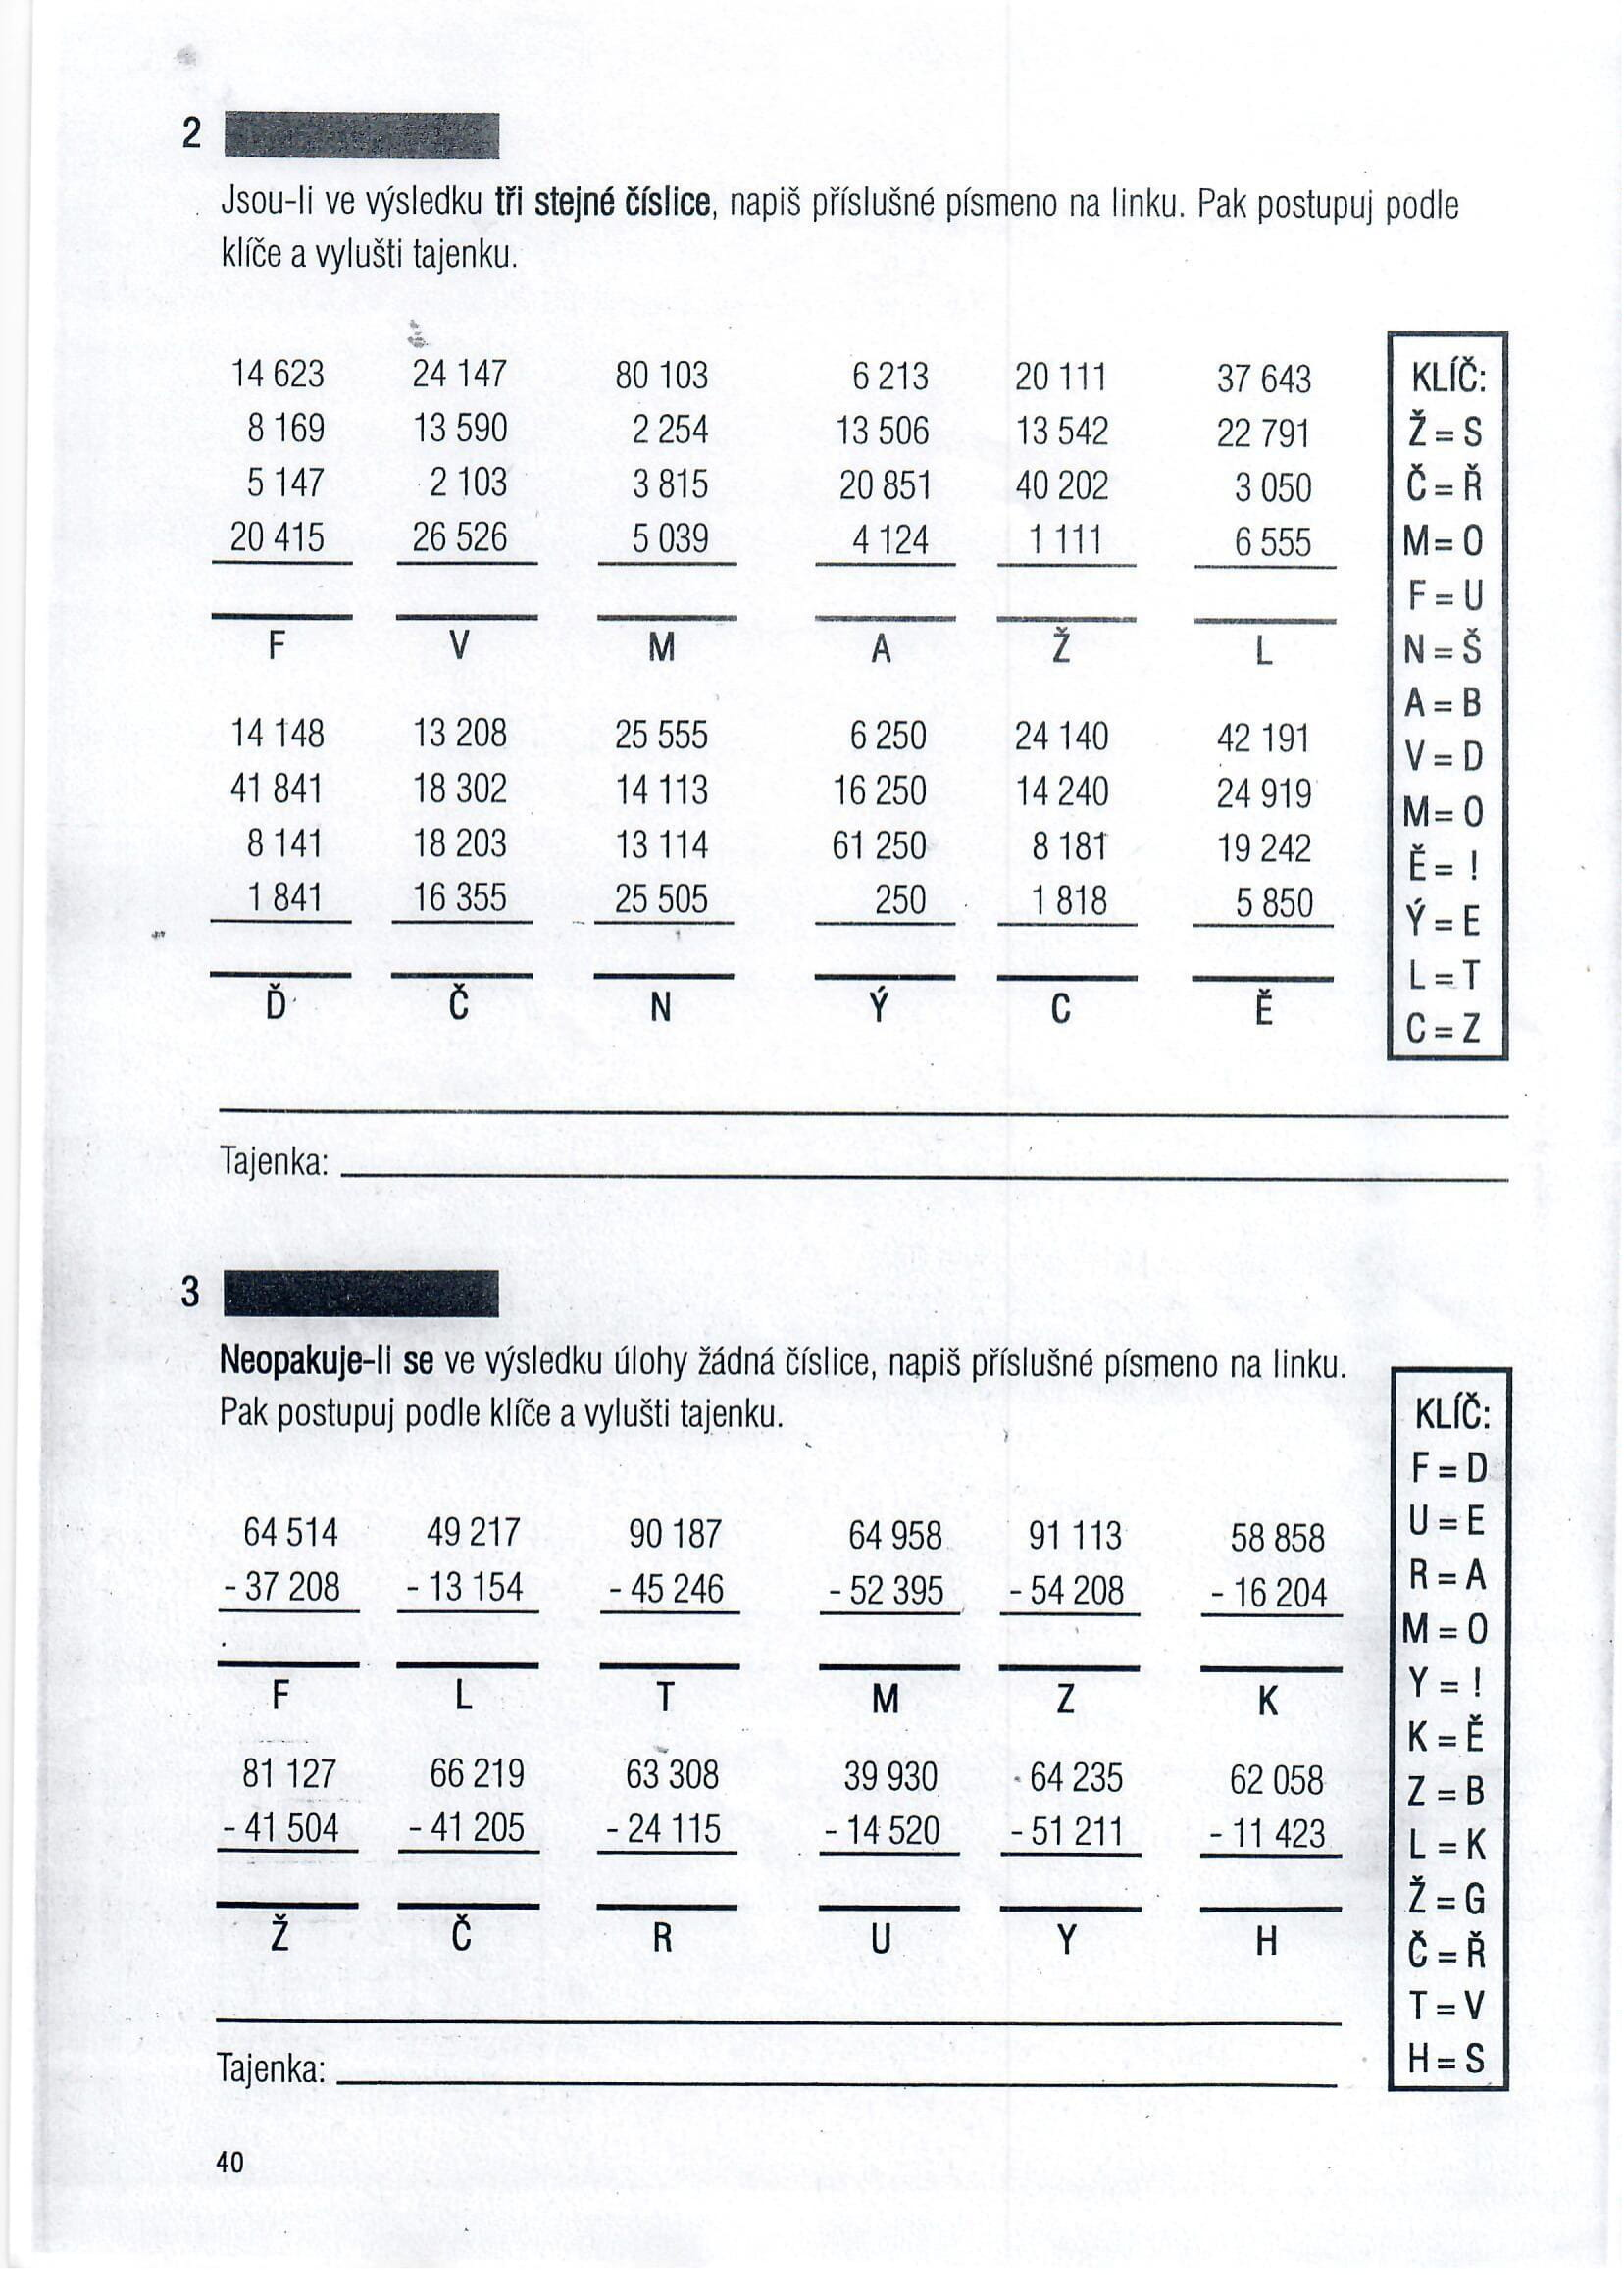 2
Jsou-li ve výsledku tři stejné číslice, napiš příslušné písmeno na linku. Pak postupuj podle
klíče a vylušti tajenku.
14 623 24 147 80 103 6 213 20 111 37 643
8 169 13 590 2 254 13 506 13 542 22 791
5 147 2 103 3 815 20 851 40 202 3 050
20 415 26 526 5 039 4 124 1 111 6 555
F V M A Ž L
14 148 13 208 25 555 6 250 24 140 42 191
41 841 18 302 14 113 16 250 14 240 24 919
8 141 18 203 13 114 61 250 8 181 19 242
1 841 16 355 25 505 250 1 818 5 850
Ď Č N Ý C Ě
KLÍČ:
Ž = S
Č = Ř
M = O
F = U
N = Š
A = B
V = D
M = O
Ě = !
Ý = E
L = T
C = Z
Tajenka:
3
Neopakuje-li se ve výsledku úlohy žádná číslice, napiš příslušné písmeno na linku.
Pak postupuj podle klíče a vylušti tajenku.
64 514 49 217 90 187 64 958 91 113 58 858
- 37 208 - 13 154 - 45 246 - 52 395 - 54 208 - 16 204
F L T M Z K
81 127 66 219 63 308 39 930 64 235 62 058
- 41 504 - 41 205 - 24 115 - 14 520 - 51 211 - 11 423
Ž Č R U Y H
KLÍČ:
F = D
U = E
R = A
M = O
Y = !
K = Ě
Z = B
L = K
Ž = G
Č = Ř
T = V
H = S
Tajenka:
40